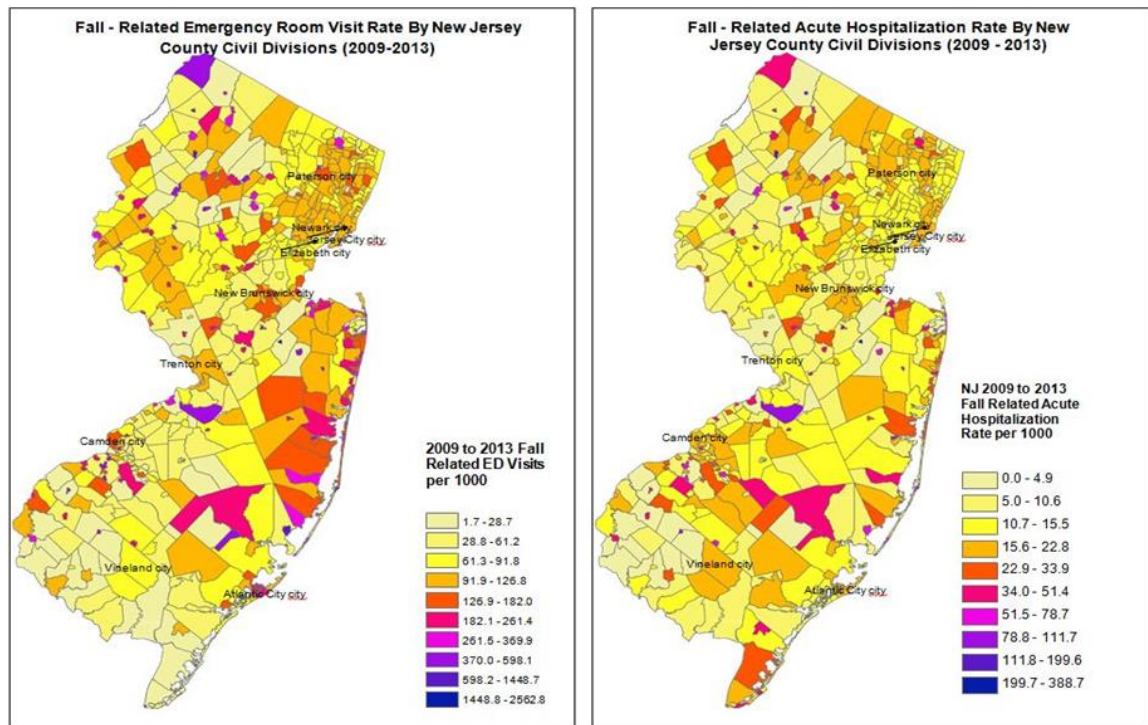 Fall - Related Emergency Room Visit Rate By New Jersey
County Civil Divisions (2009-2013)
Paterson city
Newark city
Jersey City city
Elizabeth city
New Brunswick city
Trenton city
Camden city
Vineland city
Atlantic City city
2009 to 2013 Fall
Related ED Visits
per 1000
1.7 - 28.7
28.8 - 61.2
61.3 - 91.8
91.9 - 126.8
126.9 - 182.0
182.1 - 261.4
261.5 - 369.9
370.0 - 598.1
598.2 - 1448.7
1448.8 - 2562.8
Fall - Related Acute Hospitalization Rate By New
Jersey County Civil Divisions (2009 - 2013)
Paterson city
Newark city
Jersey City city
Elizabeth city
New Brunswick city
Trenton city
Camden city
Vineland city
Atlantic City city
NJ 2009 to 2013
Fall Related Acute
Hospitalization
Rate per 1000
0.0 - 4.9
5.0 - 10.6
10.7 - 15.5
15.6 - 22.8
22.9 - 33.9
34.0 - 51.4
51.5 - 78.7
78.8 - 111.7
111.8 - 199.6
199.7 - 388.7